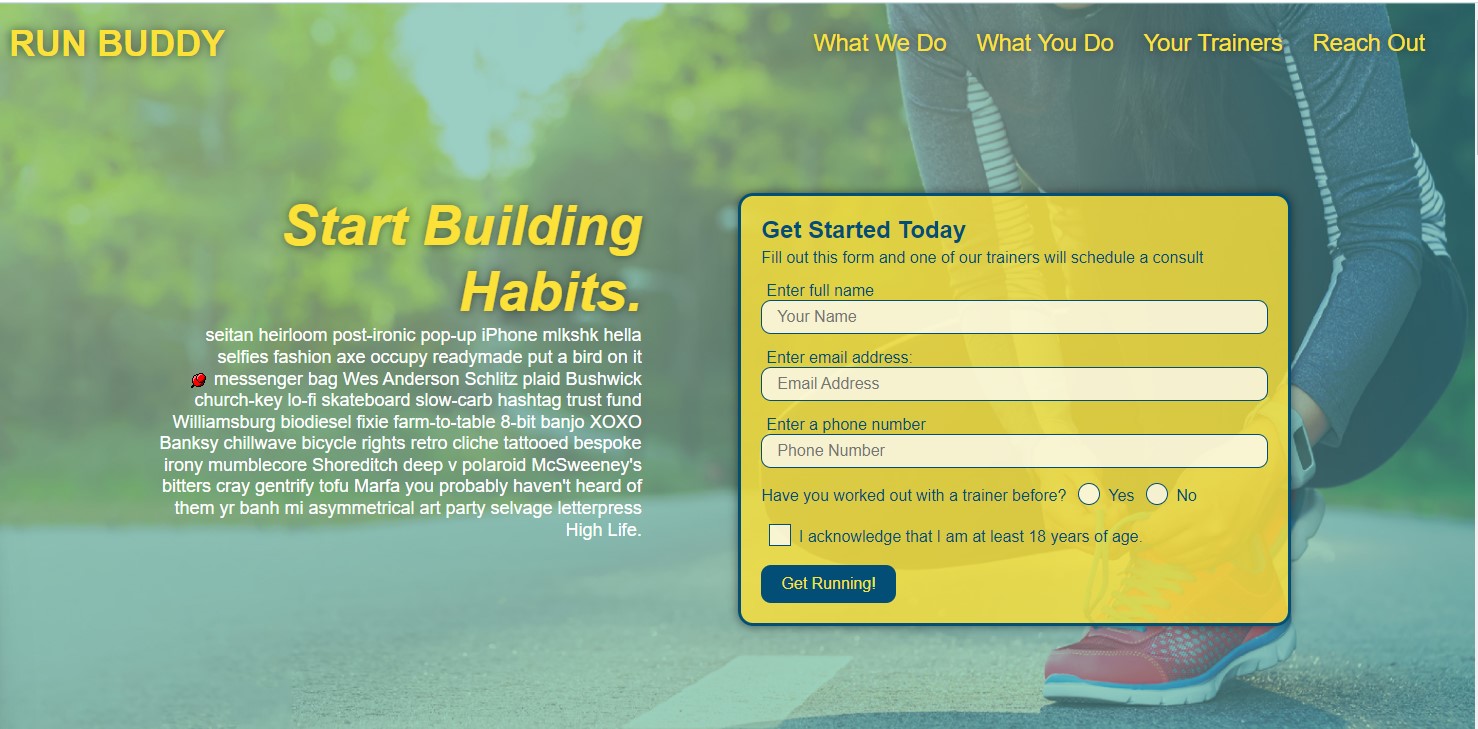 RUN BUDDY
What We Do What You Do Your Trainers Reach Out
Start Building
Habits.
seitan heirloom post-ironic pop-up iPhone mlkshk hella
selfies fashion axe occupy readymade put a bird on it
messenger bag Wes Anderson Schlitz plaid Bushwick
church-key lo-fi skateboard slow-carb hashtag trust fund
Williamsburg biodiesel fixie farm-to-table 8-bit banjo XOXO
Banksy chillwave bicycle rights retro cliche tattooed bespoke
irony mumblecore Shoreditch deep v polaroid McSweeney's
bitters cray gentrify tofu Marfa you probably haven't heard of
them yr banh mi asymmetrical art party selvage letterpress
High Life.
Get Started Today
Fill out this form and one of our trainers will schedule a consult
Enter full name
Your Name
Enter email address:
Email Address
Enter a phone number
Phone Number
Have you worked out with a trainer before? Yes No
I acknowledge that I am at least 18 years of age.
Get Running!